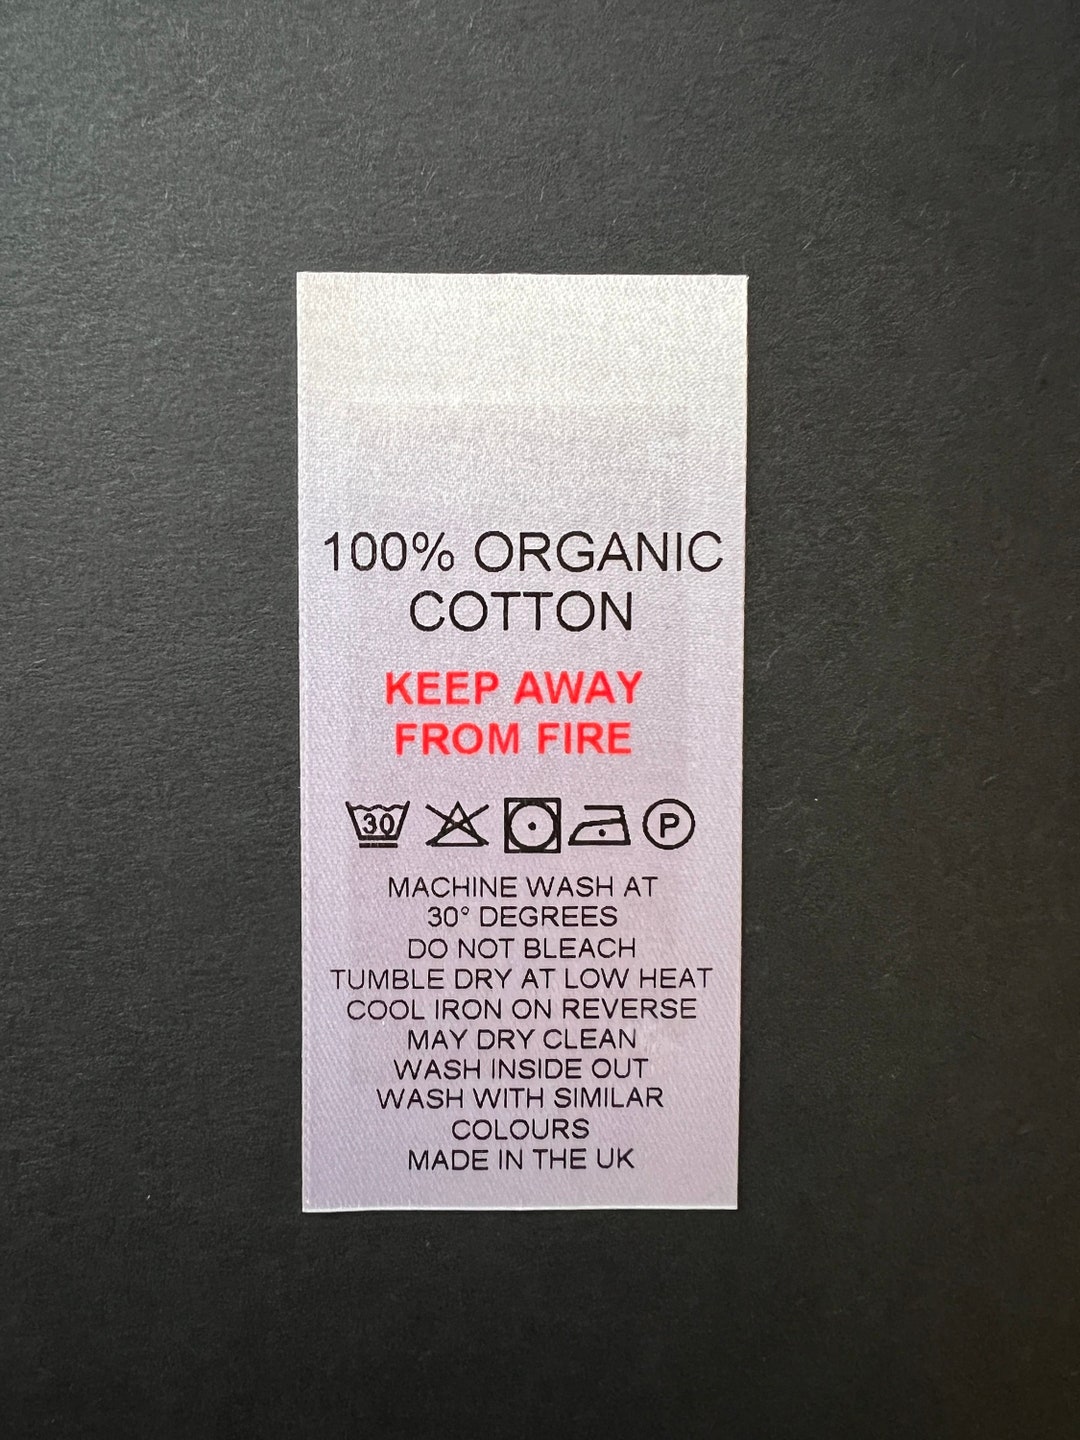 100% ORGANIC
COTTON
KEEP AWAY
FROM FIRE
30 P
MACHINE WASH AT
30° DEGREES
DO NOT BLEACH
TUMBLE DRY AT LOW HEAT
COOL IRON ON REVERSE
MAY DRY CLEAN
WASH INSIDE OUT
WASH WITH SIMILAR
COLOURS
MADE IN THE UK